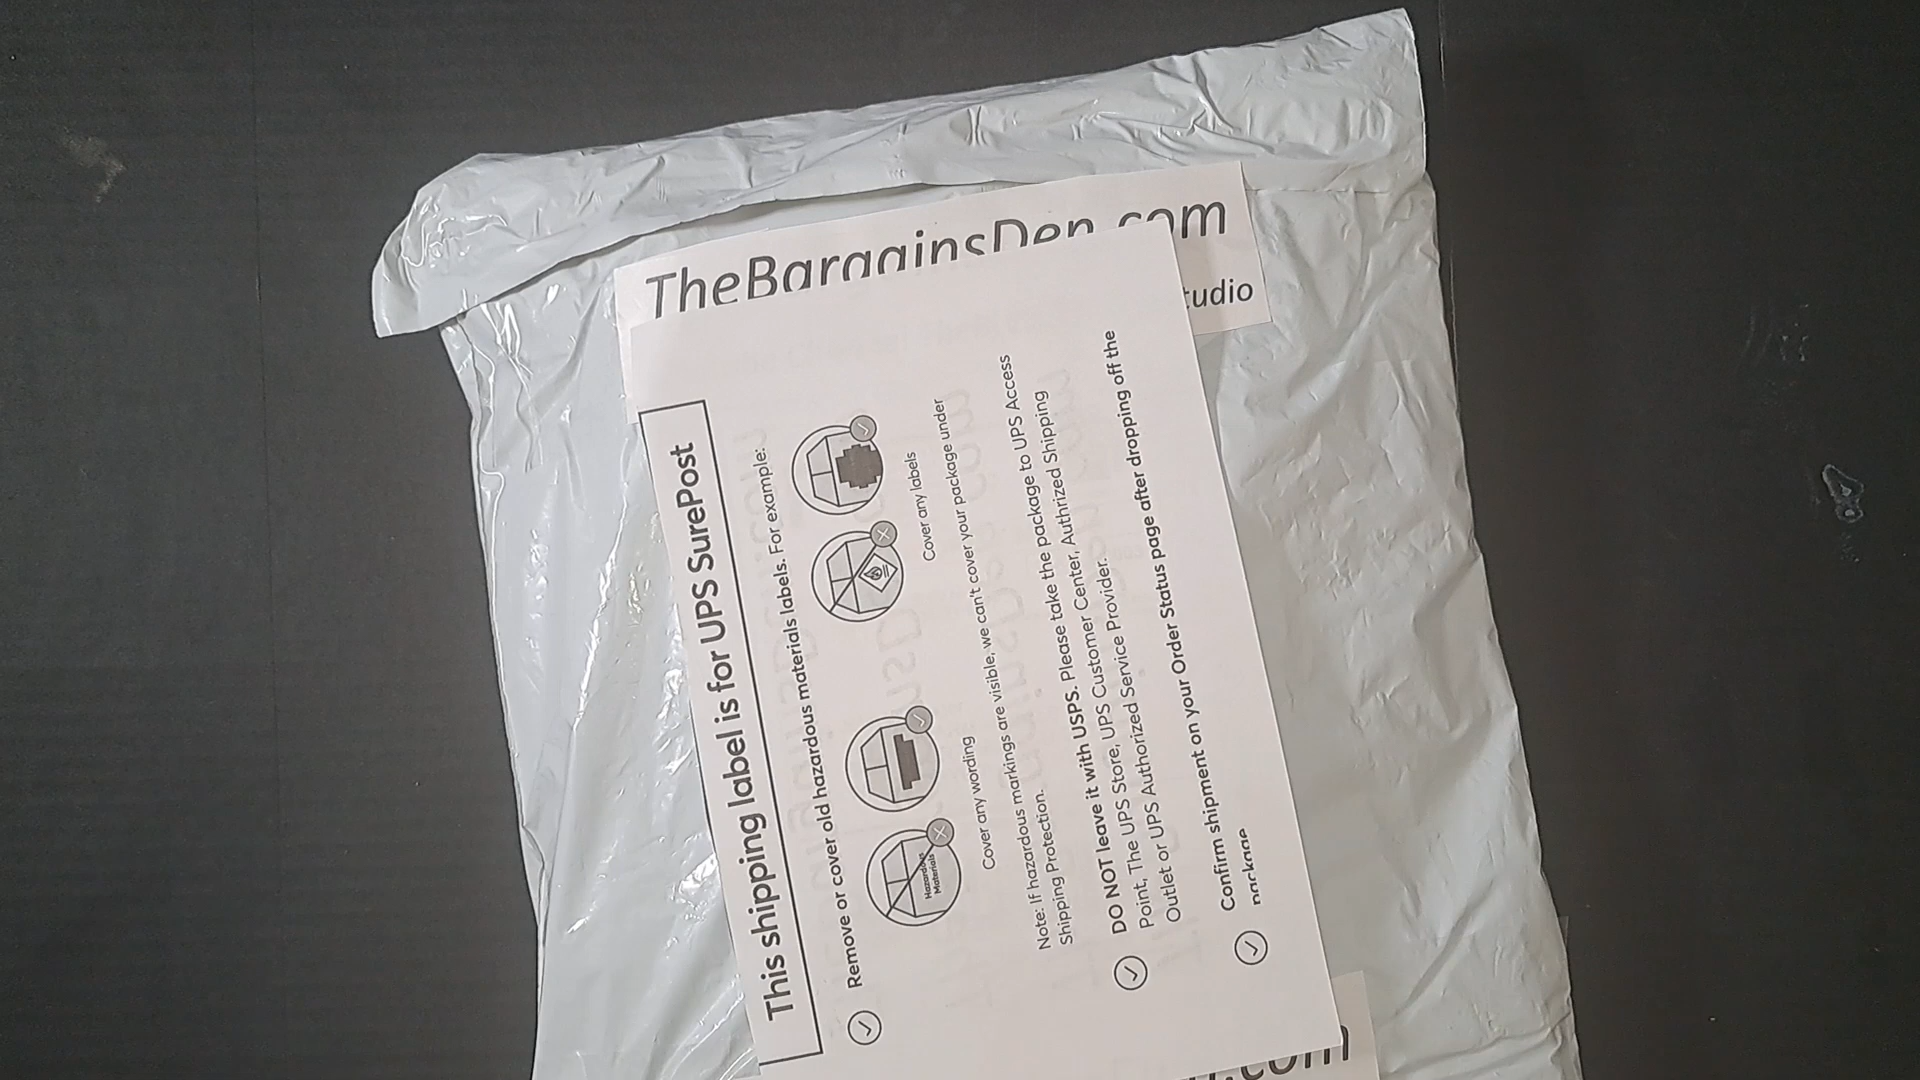 TheBargainsDen.com
tudio
This shipping label is for UPS SurePost
Remove or cover old hazardous materials labels. For example:
Hazardous
Materials
Cover any wording
Cover any labels
Note: If hazardous markings are visible, we can't cover your package under
Shipping Protection.
DO NOT leave it with USPS. Please take the package to UPS Access
Point, The UPS Store, UPS Customer Center, Authrized Shipping
Outlet or UPS Authorized Service Provider.
Confirm shipment on your Order Status page after dropping off the
package
.com